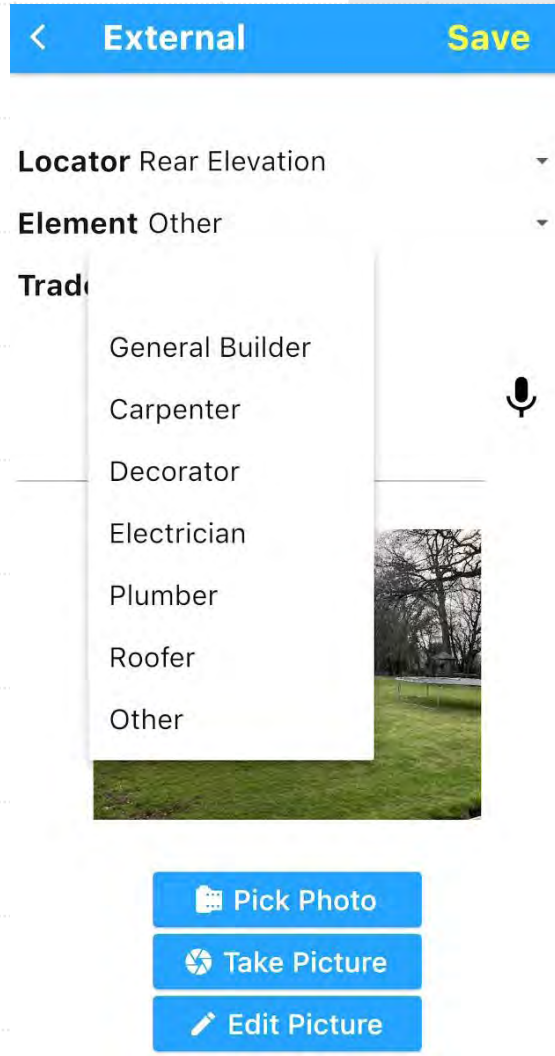 External Save
Locator Rear Elevation
Element Other
Trade
General Builder
Carpenter
Decorator
Electrician
Plumber
Roofer
Other
Pick Photo
Take Picture
Edit Picture